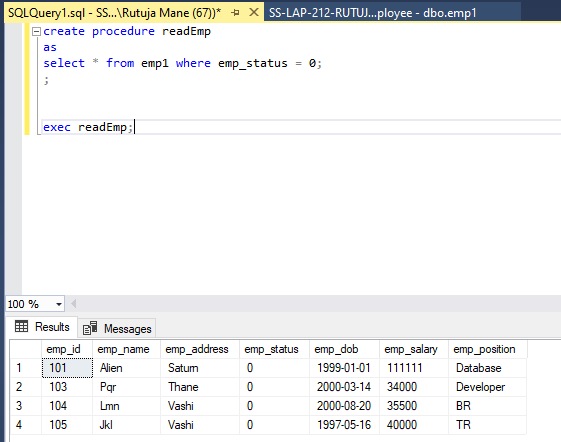 SQLQuery1.sql - SS...\Rutuja Mane (67))* SS-LAP-212-RUTUJ...ployee - dbo.emp1
create procedure readEmp
as
select * from emp1 where emp_status = 0;
;
exec readEmp;
100 %
Results Messages
emp_id emp_name emp_address emp_status emp_dob emp_salary emp_position
1 101 Alien Saturn 0 1999-01-01 111111 Database
2 103 Pqr Thane 0 2000-03-14 34000 Developer
3 104 Lmn Vashi 0 2000-08-20 35500 BR
4 105 Jkl Vashi 0 1997-05-16 40000 TR